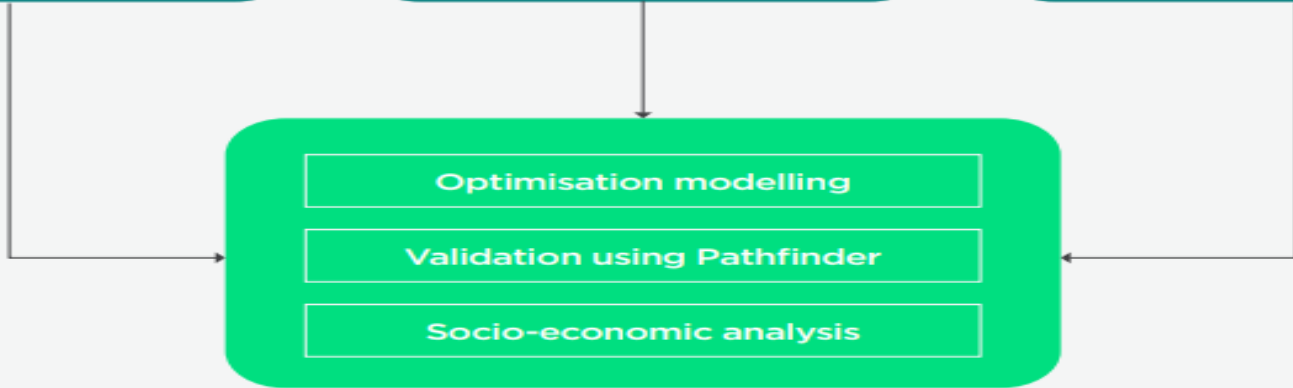 Optimisation modelling
Validation using Pathfinder
Socio-economic analysis